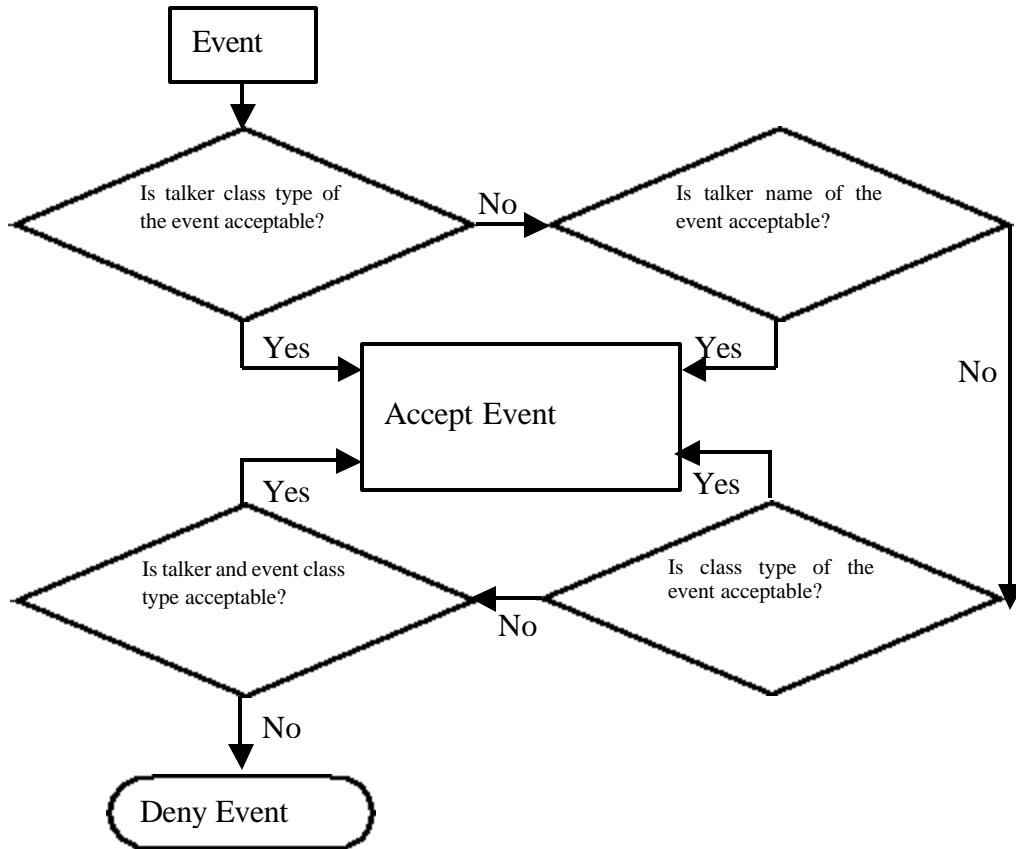 Event
Is talker class type of
the event acceptable?
No
Is talker name of the
event acceptable?
Yes
Yes
No
Accept Event
Yes
Yes
Is talker and event class
type acceptable?
Is class type of the
event acceptable?
No
No
Deny Event